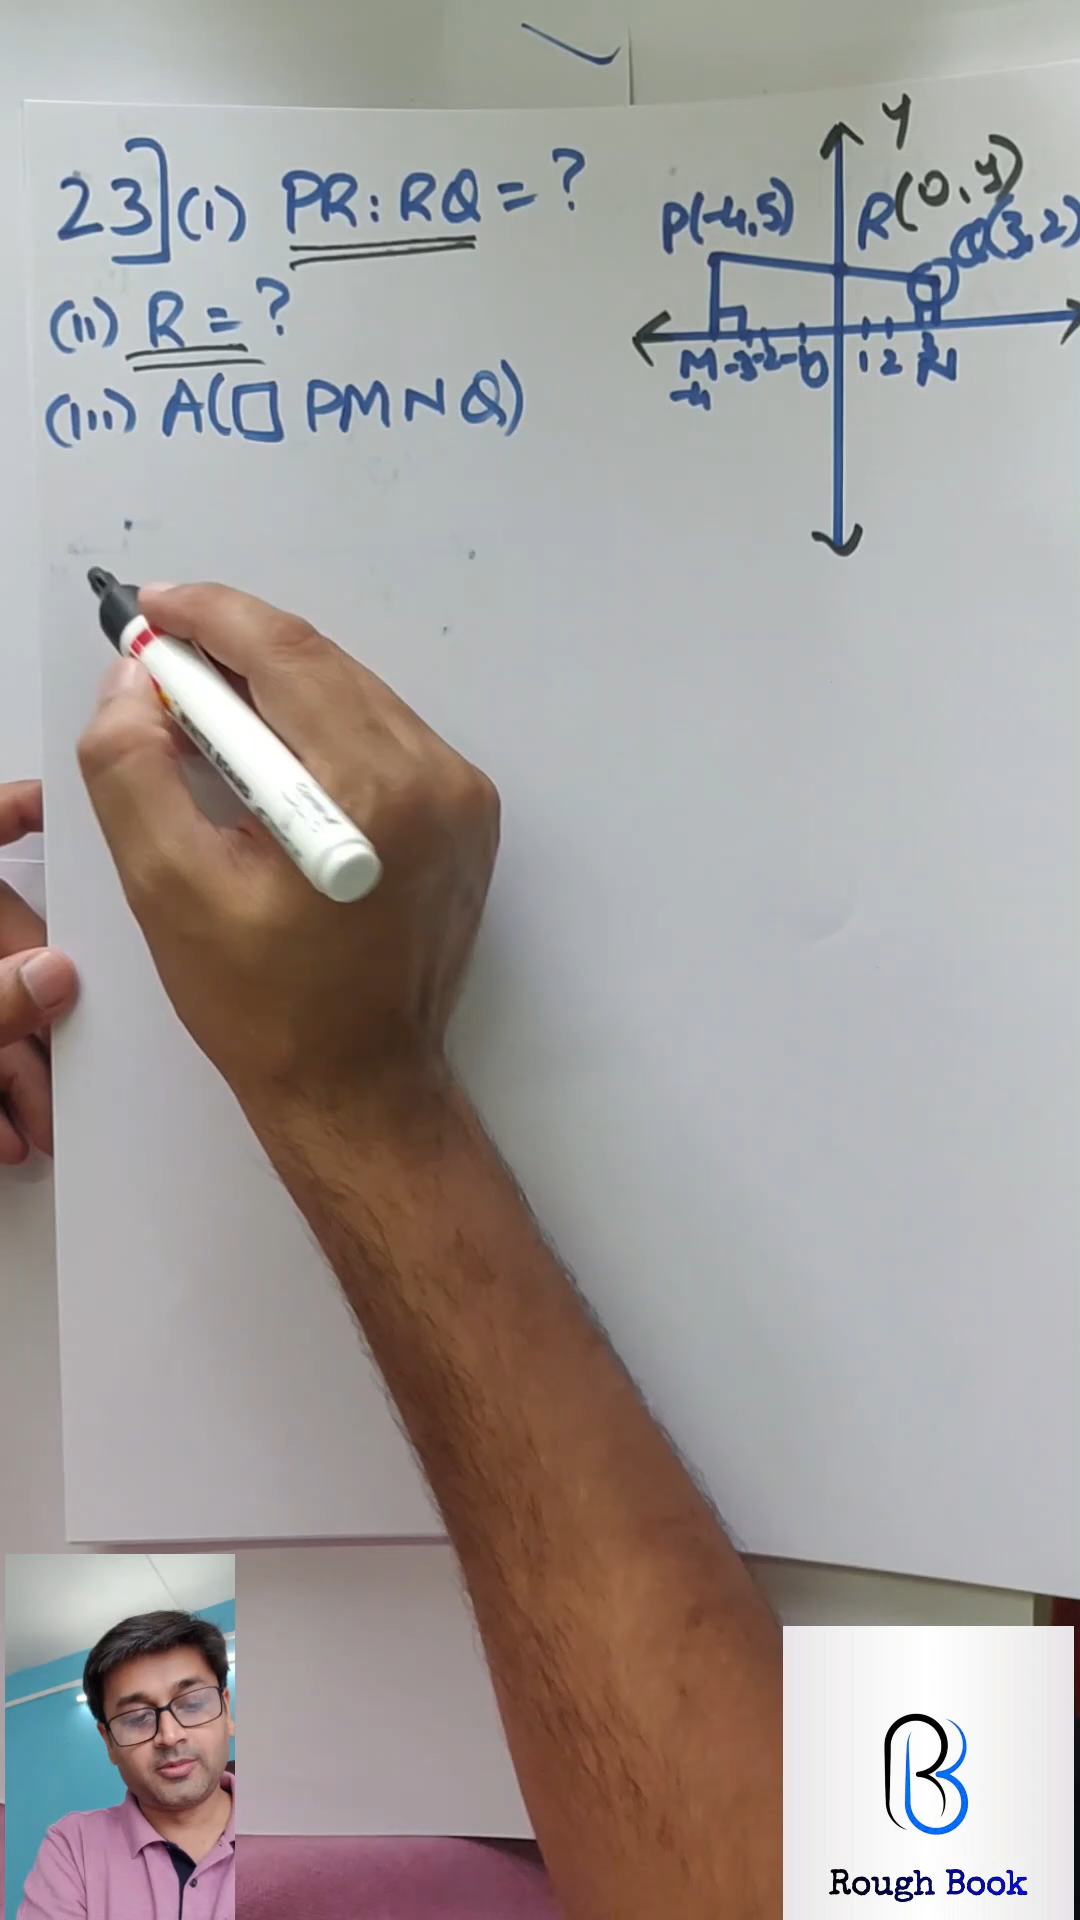 23] (i) PR : RQ = ?
(ii) R = ?
(iii) A(□ PMNQ)
Y
P(-4,5)
R(0,y)
Q(3,2)
M -3 -2 -1 O 1 2 3 N
-4
Rough Book